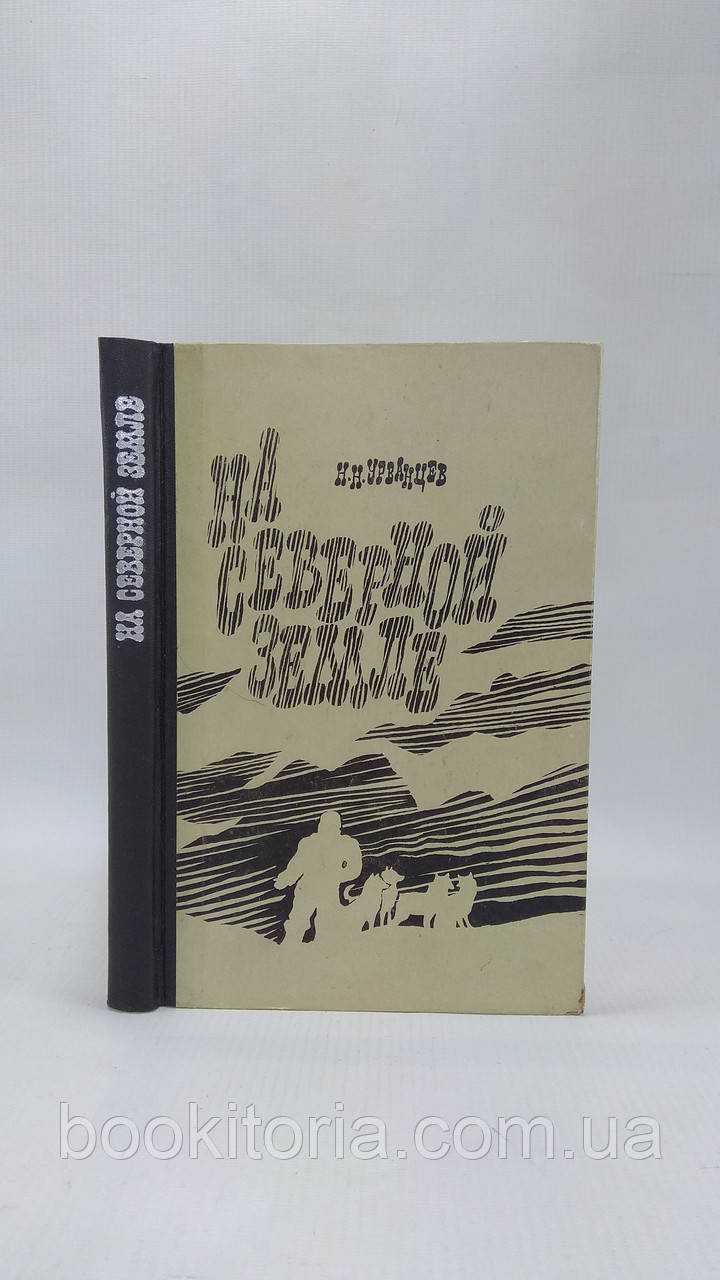 НА СЕВЕРНОЙ ЗЕМЛЕ
Н.Н. УРВАНЦЕВ
НА
СЕВЕРНОЙ
ЗЕМЛЕ
bookitoria.com.ua